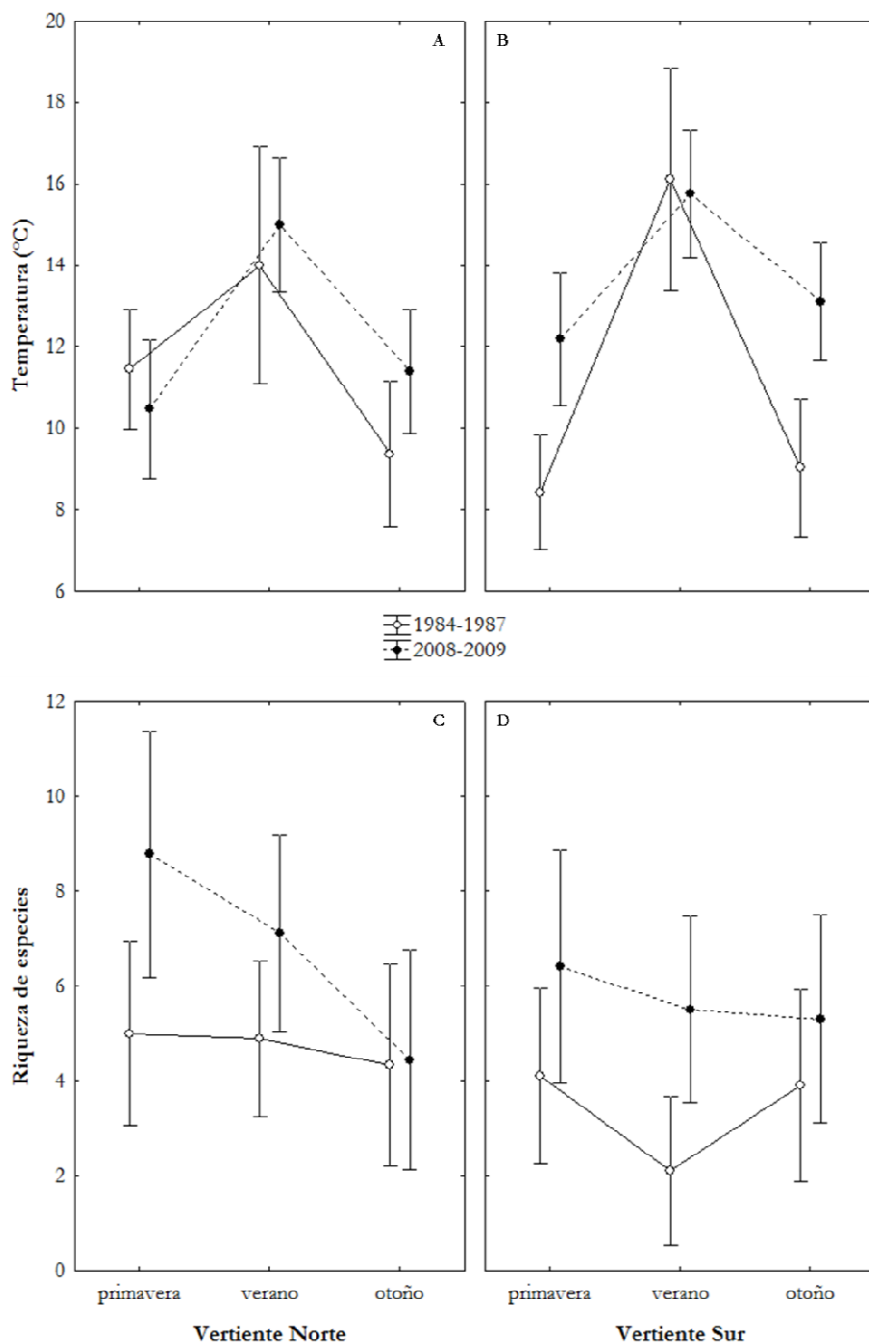 20
18
16
14
12
10
8
6
Temperatura (ºC)
A
B
1984-1987
2008-2009
12
10
8
6
4
2
0
Riqueza de especies
C
D
primavera verano otoño primavera verano otoño
Vertiente Norte Vertiente Sur